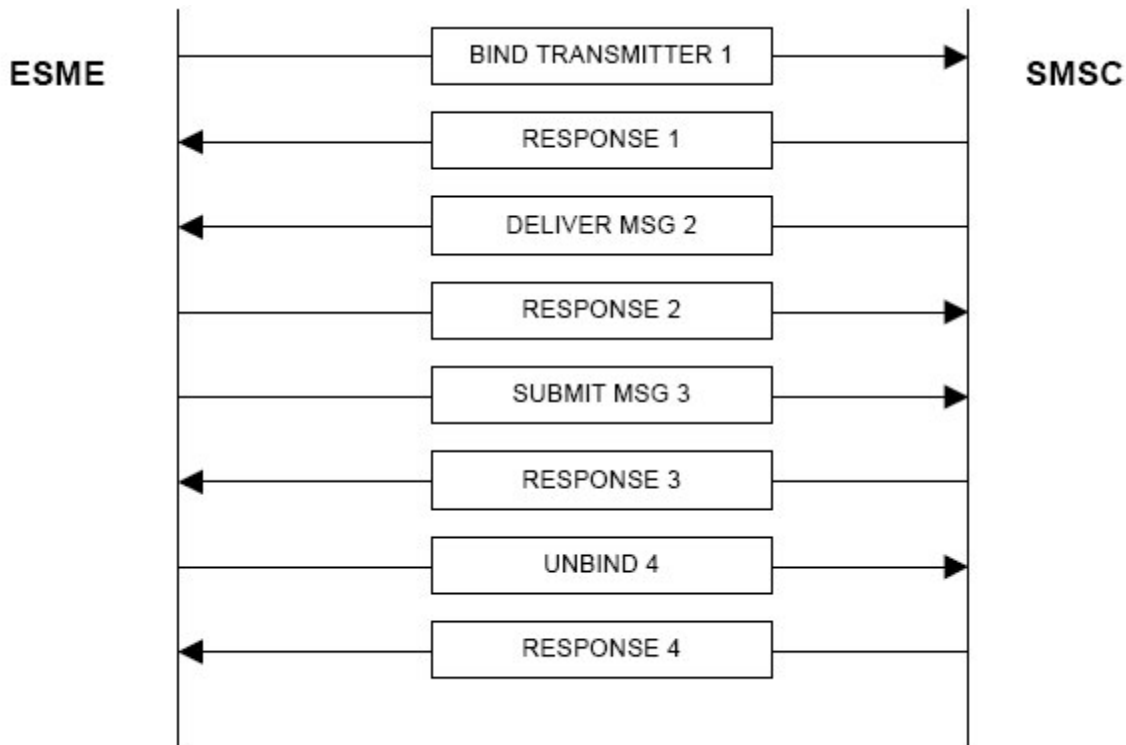 BIND TRANSMITTER 1
ESME
SMSC
RESPONSE 1
DELIVER MSG 2
RESPONSE 2
SUBMIT MSG 3
RESPONSE 3
UNBIND 4
RESPONSE 4